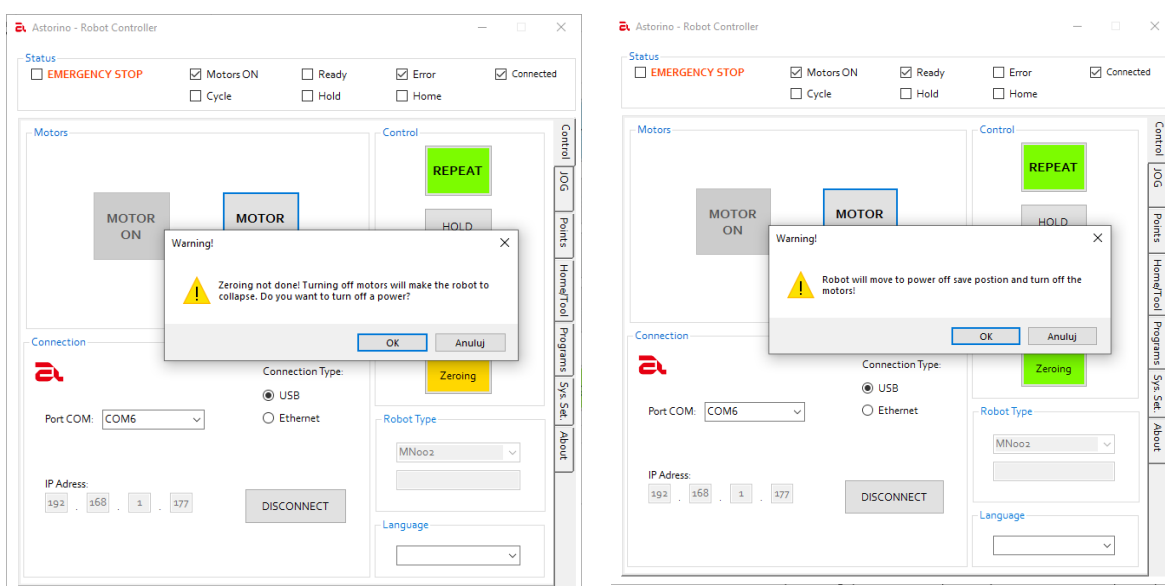 Astorino - Robot Controller
Status
EMERGENCY STOP
Motors ON
Ready
Error
Connected
Cycle
Hold
Home
Motors
MOTOR
ON
MOTOR
Control
REPEAT
HOLD
Warning!
Zeroing not done! Turning off motors will make the robot to
collapse. Do you want to turn off a power?
OK
Anuluj
Connection
Connection Type:
USB
Ethernet
Port COM:
COM6
IP Adress:
192 . 168 . 1 . 177
DISCONNECT
Zeroing
Robot Type
MN002
Language
Control
JOG
Points
Home/Tool
Programs
Sys. Set.
About
Astorino - Robot Controller
Status
EMERGENCY STOP
Motors ON
Ready
Error
Connected
Cycle
Hold
Home
Motors
MOTOR
ON
MOTOR
Control
REPEAT
HOLD
Warning!
Robot will move to power off save postion and turn off the
motors!
OK
Anuluj
Connection
Connection Type:
USB
Ethernet
Port COM:
COM6
IP Adress:
192 . 168 . 1 . 177
DISCONNECT
Zeroing
Robot Type
MN002
Language
Control
JOG
Points
Home/Tool
Programs
Sys. Set.
About